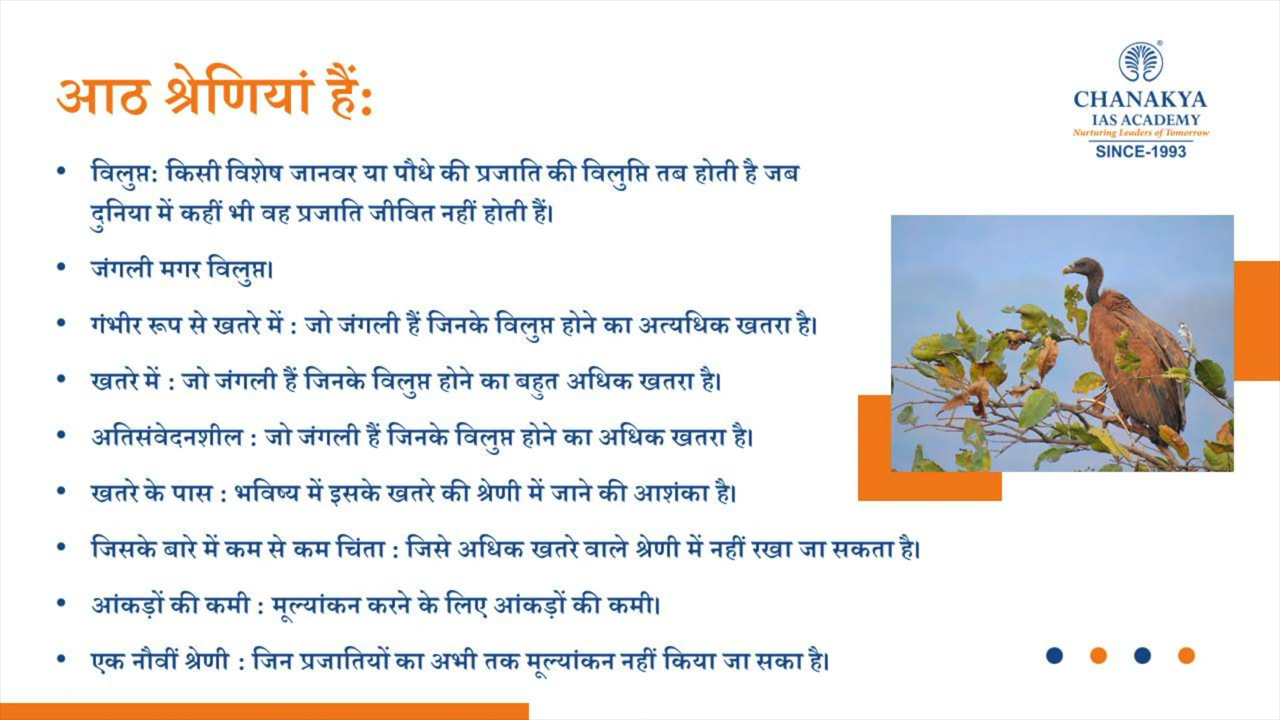 आठ श्रेणियां हैं:
CHANAKYA
IAS ACADEMY
Nurturing Leaders of Tomorrow
SINCE-1993
• विलुप्त: किसी विशेष जानवर या पौधे की प्रजाति की विलुप्ति तब होती है जब
दुनिया में कहीं भी वह प्रजाति जीवित नहीं होती हैं।
• जंगली मगर विलुप्त।
• गंभीर रूप से खतरे में : जो जंगली हैं जिनके विलुप्त होने का अत्यधिक खतरा है।
• खतरे में : जो जंगली हैं जिनके विलुप्त होने का बहुत अधिक खतरा है।
• अतिसंवेदनशील : जो जंगली हैं जिनके विलुप्त होने का अधिक खतरा है।
• खतरे के पास : भविष्य में इसके खतरे की श्रेणी में जाने की आशंका है।
• जिसके बारे में कम से कम चिंता : जिसे अधिक खतरे वाले श्रेणी में नहीं रखा जा सकता है।
• आंकड़ों की कमी : मूल्यांकन करने के लिए आंकड़ों की कमी।
• एक नौवीं श्रेणी : जिन प्रजातियों का अभी तक मूल्यांकन नहीं किया जा सका है।